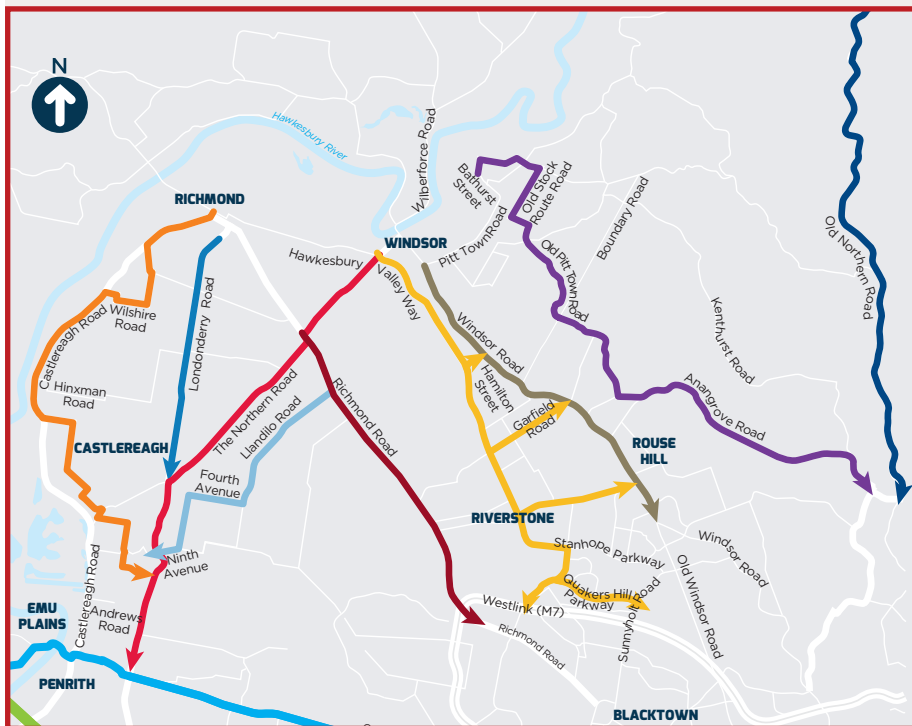 N
Hawkesbury River
Wilberforce Road
RICHMOND
Bathurst
Street
Old Stock
Route Road
Boundary Road
Old Northern Road
WINDSOR
Pitt TownRoad
Hawkesbury
Valley Way
Old Pitt Town
Road
Wilshire
Road
Castlereagh Road
Londonderry Road
Windsor Road
Kenthurst Road
Hinxman
Road
The Northern Road
Llandilo Road
Richmond Road
Hamilton
Street
Garfield
Road
Anangrove Road
CASTLEREAGH
ROUSE
HILL
Fourth
Avenue
RIVERSTONE
Stanhope Parkway
Windsor Road
Ninth
Avenue
Castlereagh Road
Quakers Hill
Parkway
Sunnyholt Road
Old Windsor Road
EMU
PLAINS
Andrews
Road
Westlink (M7)
Richmond Road
PENRITH
BLACKTOWN